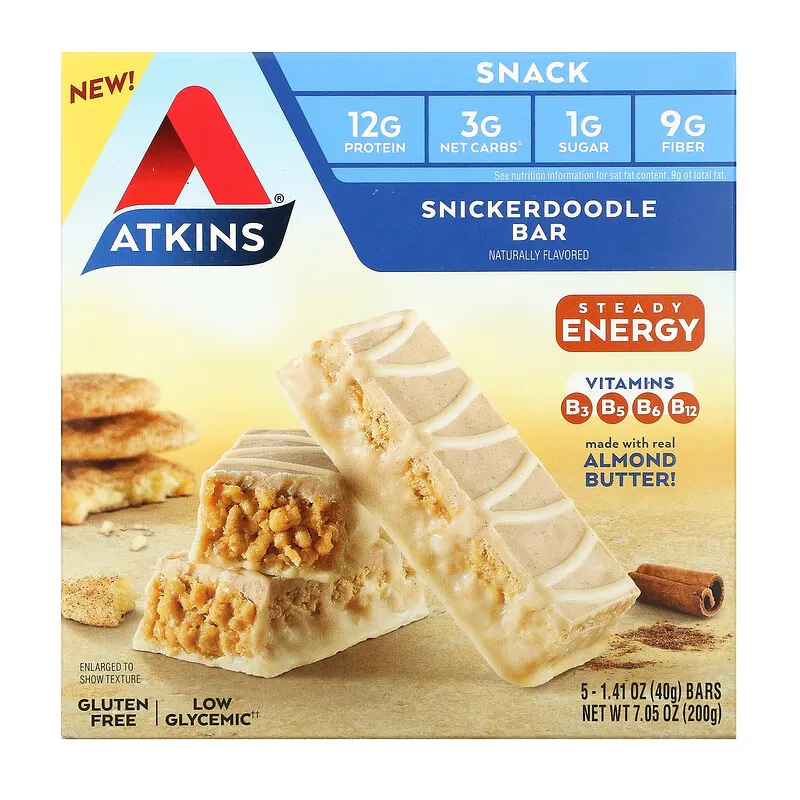 NEW!
ATKINS®
SNACK
12G
PROTEIN
3G
NET CARBS*
1G
SUGAR
9G
FIBER
See nutrition information for sat fat content. 9g of total fat.
SNICKERDOODLE
BAR
NATURALLY FLAVORED
STEADY
ENERGY
VITAMINS
B3 B5 B6 B12
made with real
ALMOND
BUTTER!
ENLARGED TO
SHOW TEXTURE
GLUTEN
FREE
LOW
GLYCEMIC††
5 - 1.41 OZ (40g) BARS
NET WT 7.05 OZ (200g)